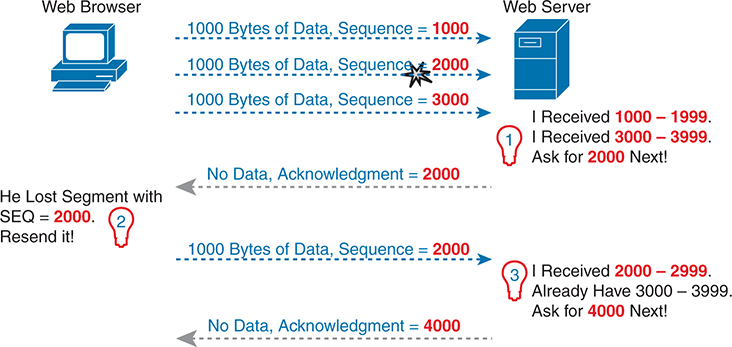 Web Browser
Web Server
1000 Bytes of Data, Sequence = 1000
1000 Bytes of Data, Sequence = 2000
1000 Bytes of Data, Sequence = 3000
1
I Received 1000 – 1999.
I Received 3000 – 3999.
Ask for 2000 Next!
No Data, Acknowledgment = 2000
He Lost Segment with
SEQ = 2000.
Resend it!
2
1000 Bytes of Data, Sequence = 2000
3
I Received 2000 – 2999.
Already Have 3000 – 3999.
Ask for 4000 Next!
No Data, Acknowledgment = 4000